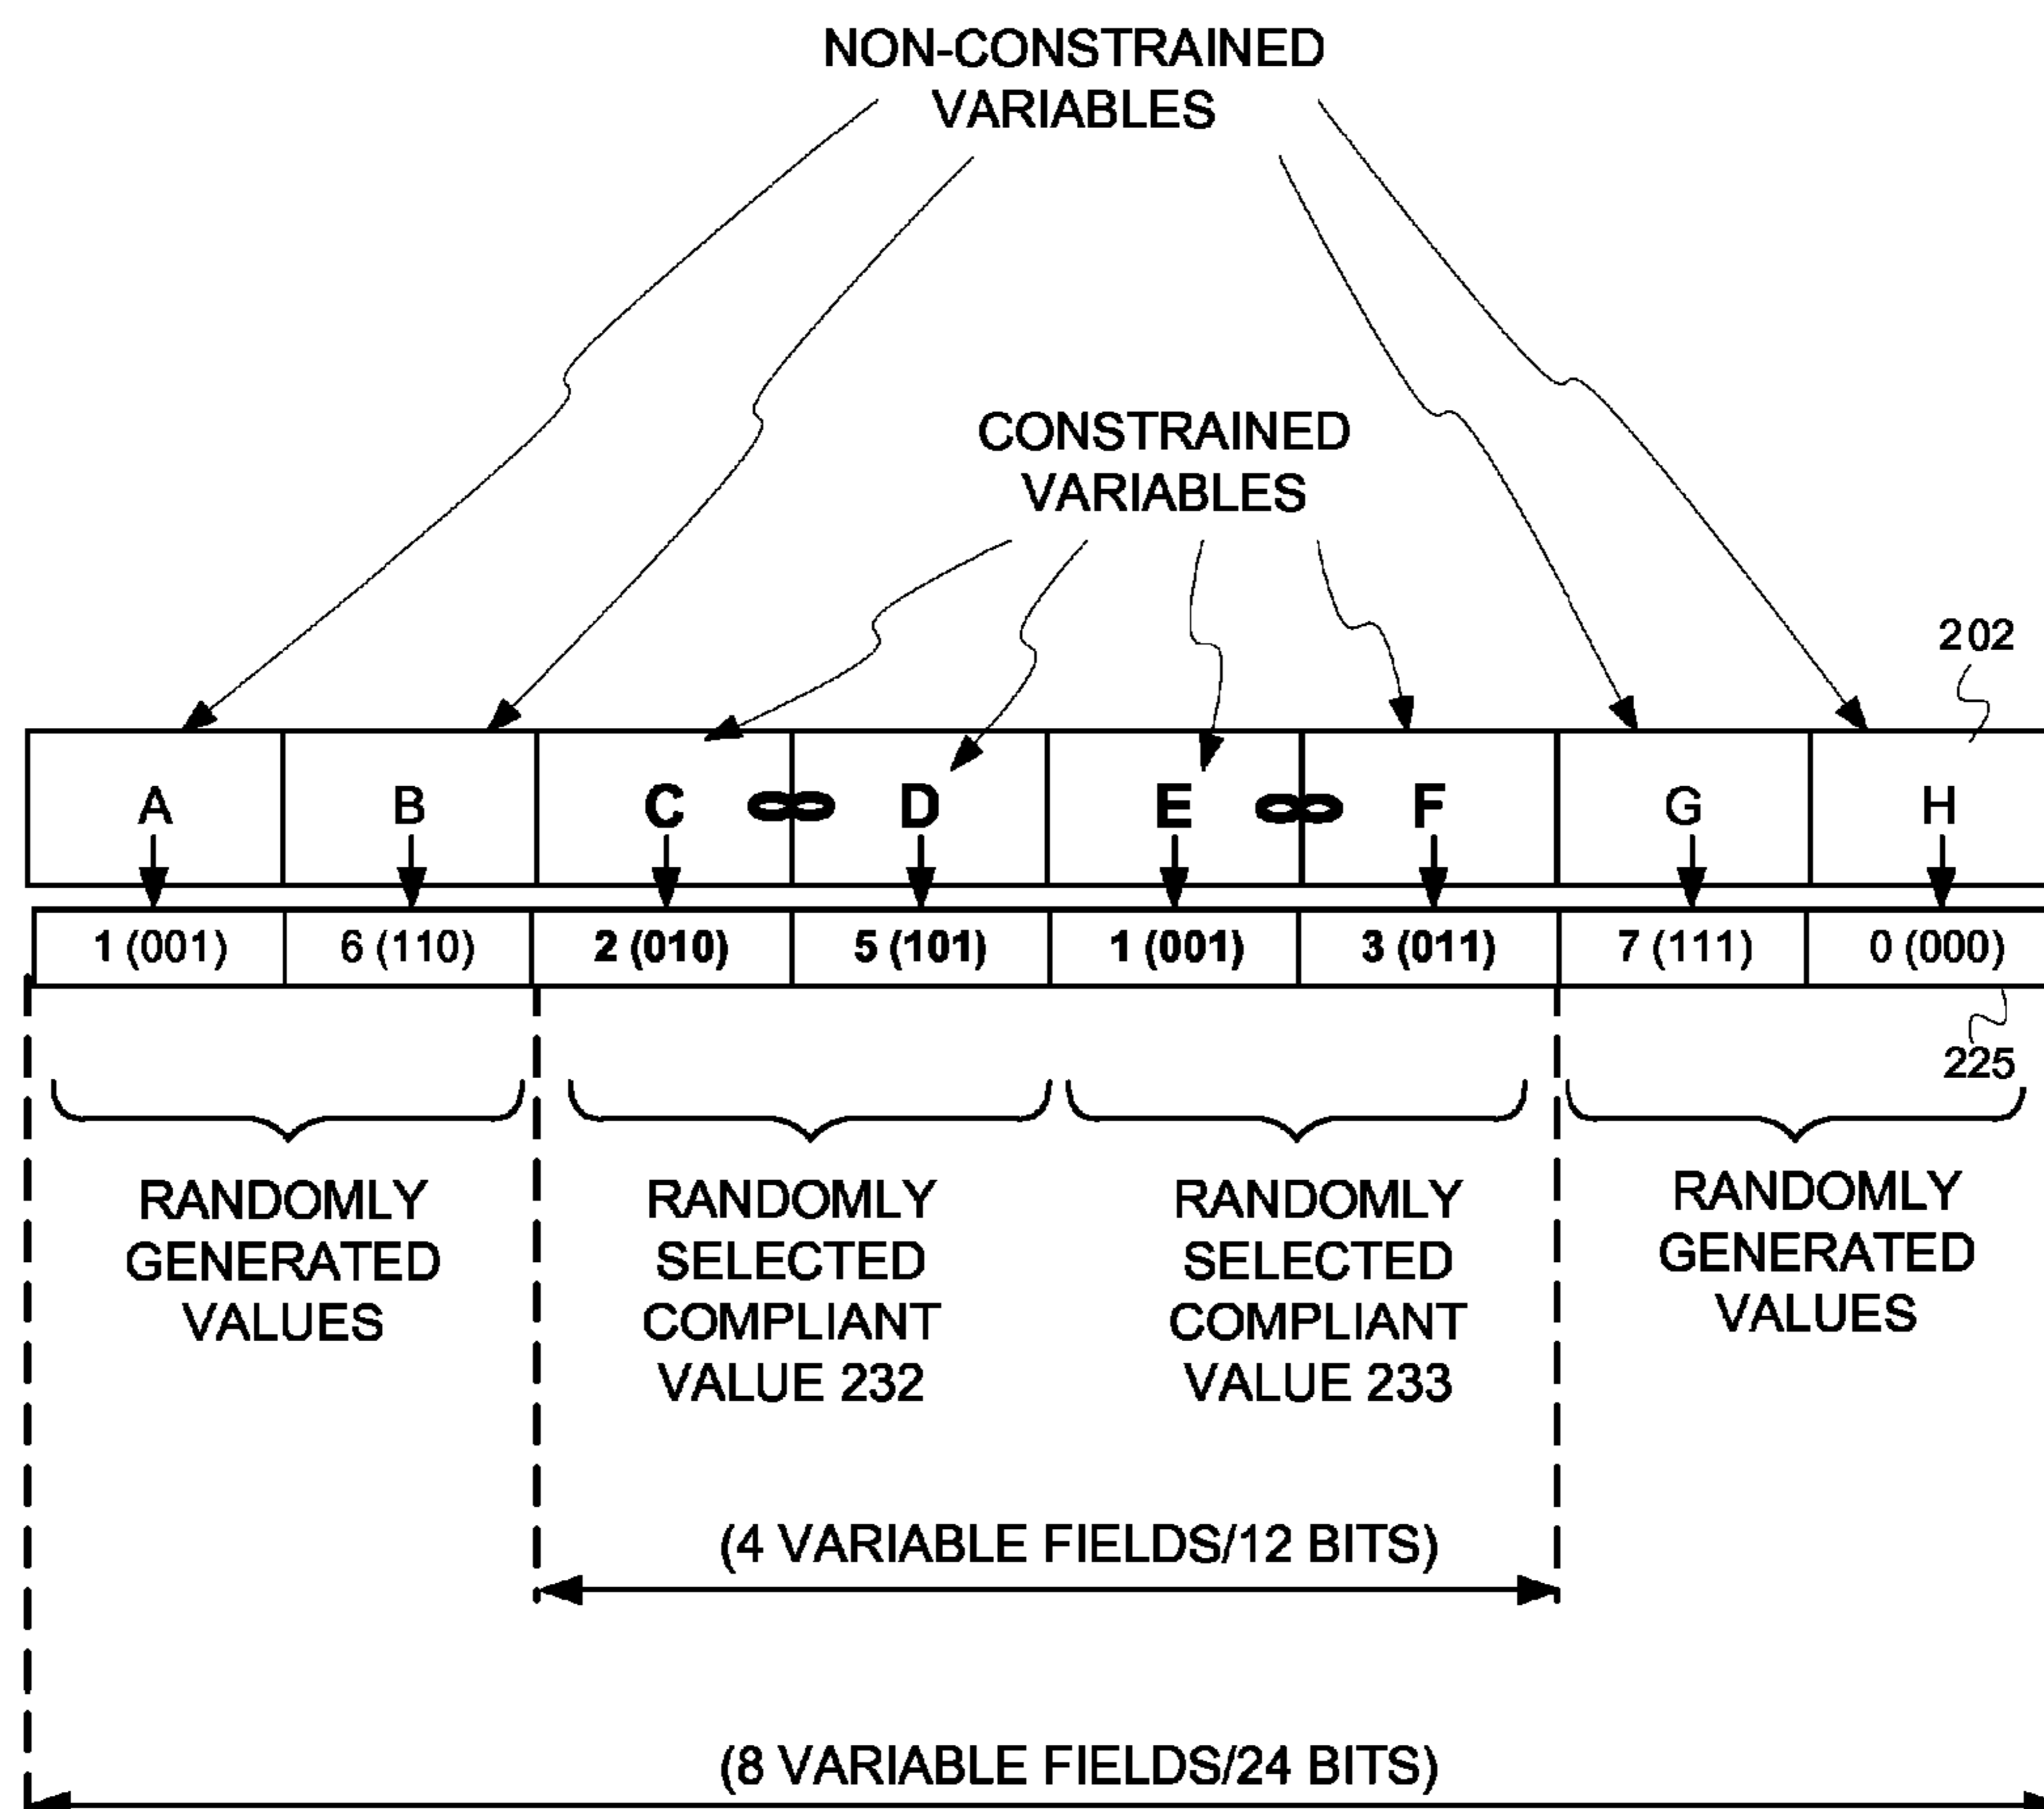 NON-CONSTRAINED
VARIABLES
CONSTRAINED
VARIABLES
202
A B C D E F G H
1 (001) 6 (110) 2 (010) 5 (101) 1 (001) 3 (011) 7 (111) 0 (000)
225
RANDOMLY
GENERATED
VALUES
RANDOMLY
SELECTED
COMPLIANT
VALUE 232
RANDOMLY
SELECTED
COMPLIANT
VALUE 233
RANDOMLY
GENERATED
VALUES
(4 VARIABLE FIELDS/12 BITS)
(8 VARIABLE FIELDS/24 BITS)